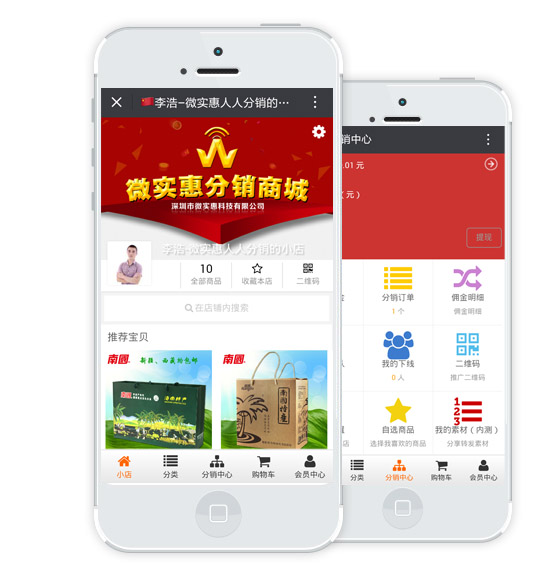 李浩-微实惠人人分销的…
微实惠分销商城
深圳市微实惠科技有限公司
李浩-微实惠人人分销的小店
10
全部商品
收藏本店
二维码
在店铺内搜索
推荐宝贝
南国
新疆、西藏除包邮
南国
小店
分类
分销中心
购物车
会员中心
销中心
.01 元
（元）
提现
金
分销订单
佣金明细
1 个
佣金明细
我的下线
二维码
0 人
推广二维码
自选商品
我的素材（内测）
店
选择我喜欢的商品
分享转发素材
分类
分销中心
购物车
会员中心